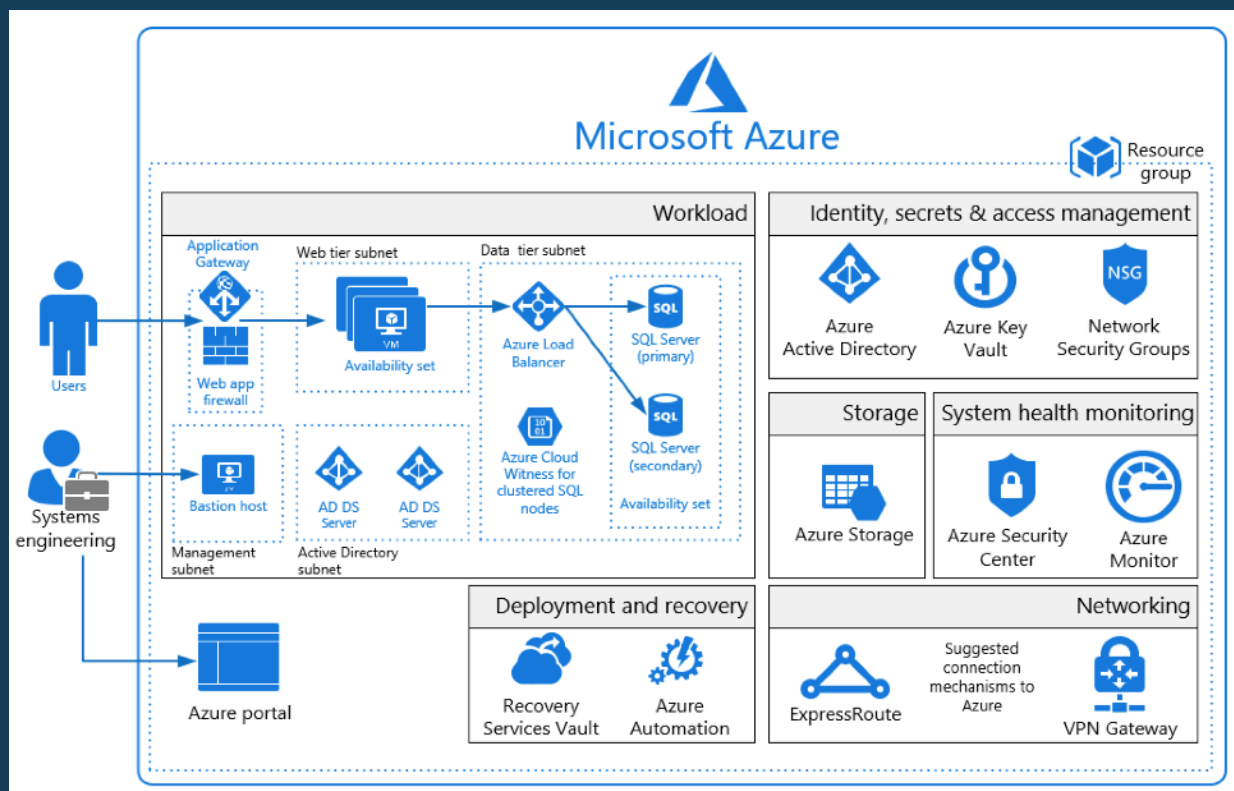 Microsoft Azure
Resource
group
Workload
Application
Gateway
Web app
firewall
Web tier subnet
VM
Availability set
Data tier subnet
Azure Load
Balancer
SQL
SQL Server
(primary)
SQL
SQL Server
(secondary)
Availability set
10
01
Azure Cloud
Witness for
clustered SQL
nodes
Users
Systems
engineering
Bastion host
Management
subnet
AD DS
Server
AD DS
Server
Active Directory
subnet
Azure portal
Identity, secrets & access management
Azure
Active Directory
Azure Key
Vault
NSG
Network
Security Groups
Storage
Azure Storage
System health monitoring
Azure Security
Center
Azure
Monitor
Deployment and recovery
Recovery
Services Vault
Azure
Automation
Networking
ExpressRoute
Suggested
connection
mechanisms to
Azure
VPN Gateway